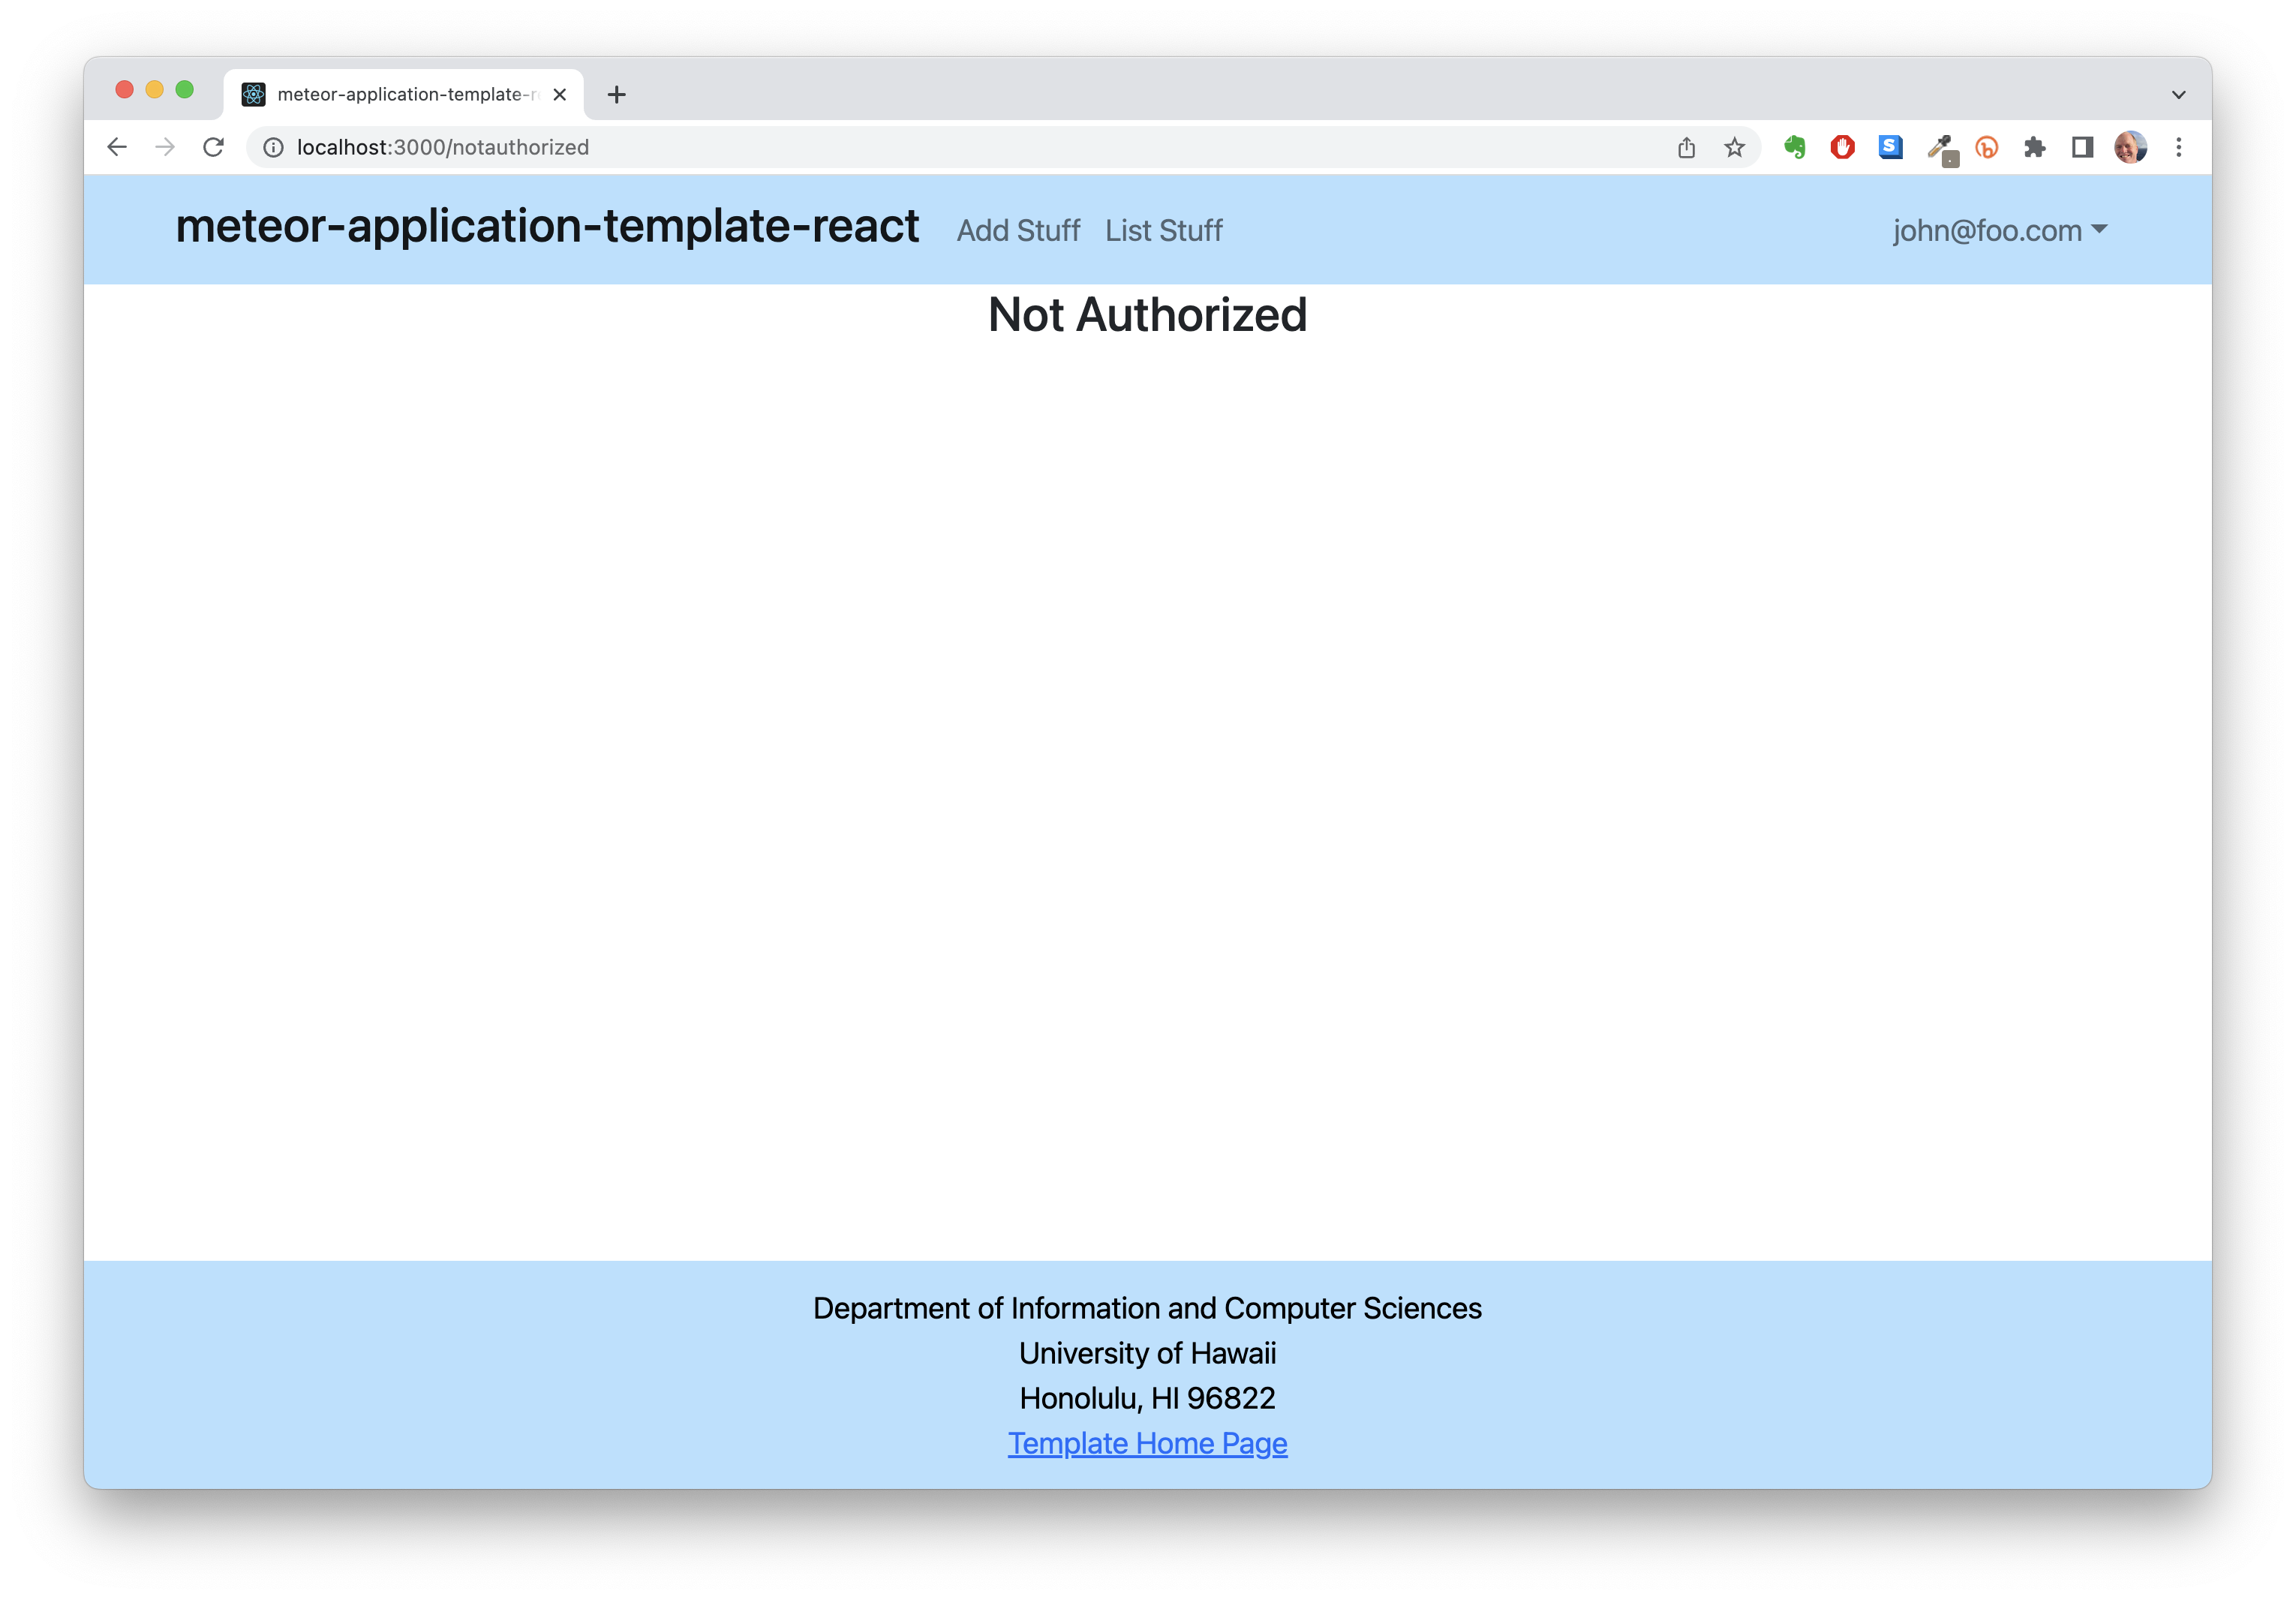 meteor-application-template-r
localhost:3000/notauthorized
meteor-application-template-react Add Stuff List Stuff john@foo.com
Not Authorized
Department of Information and Computer Sciences
University of Hawaii
Honolulu, HI 96822
Template Home Page